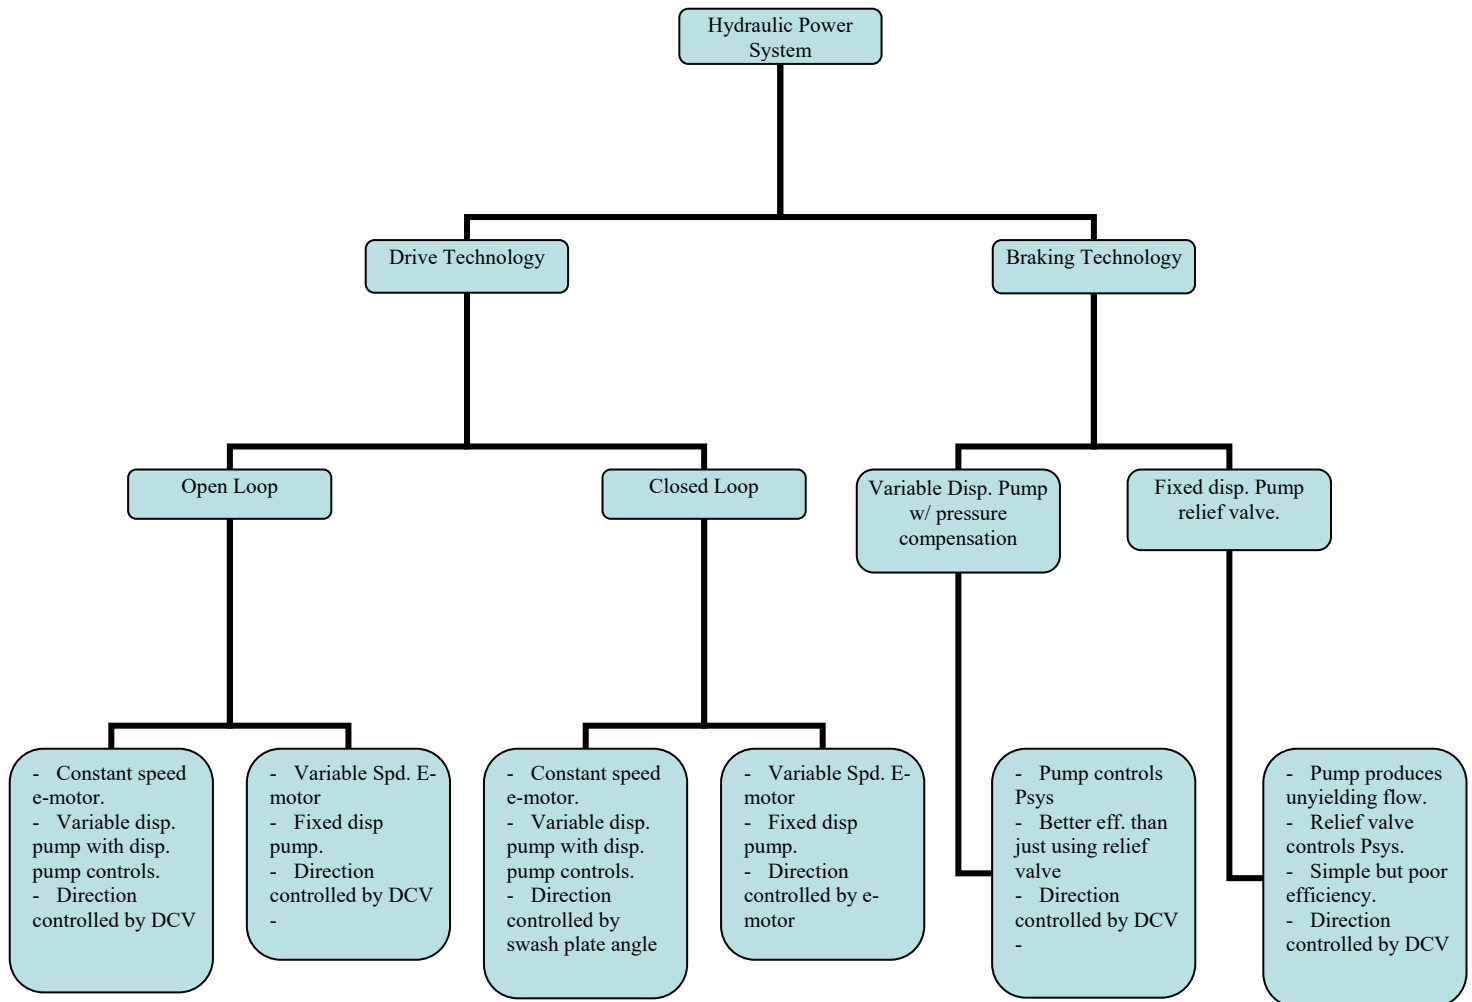 Hydraulic Power
System
Drive Technology
Braking Technology
Open Loop
Closed Loop
Variable Disp. Pump
w/ pressure
compensation
Fixed disp. Pump
relief valve.
- Constant speed
e-motor.
- Variable disp.
pump with disp.
pump controls.
- Direction
controlled by DCV
- Variable Spd. E-
motor
- Fixed disp
pump.
- Direction
controlled by DCV
-
- Constant speed
e-motor.
- Variable disp.
pump with disp.
pump controls.
- Direction
controlled by
swash plate angle
- Variable Spd. E-
motor
- Fixed disp
pump.
- Direction
controlled by e-
motor
- Pump controls
Psys
- Better eff. than
just using relief
valve
- Direction
controlled by DCV
-
- Pump produces
unyielding flow.
- Relief valve
controls Psys.
- Simple but poor
efficiency.
- Direction
controlled by DCV